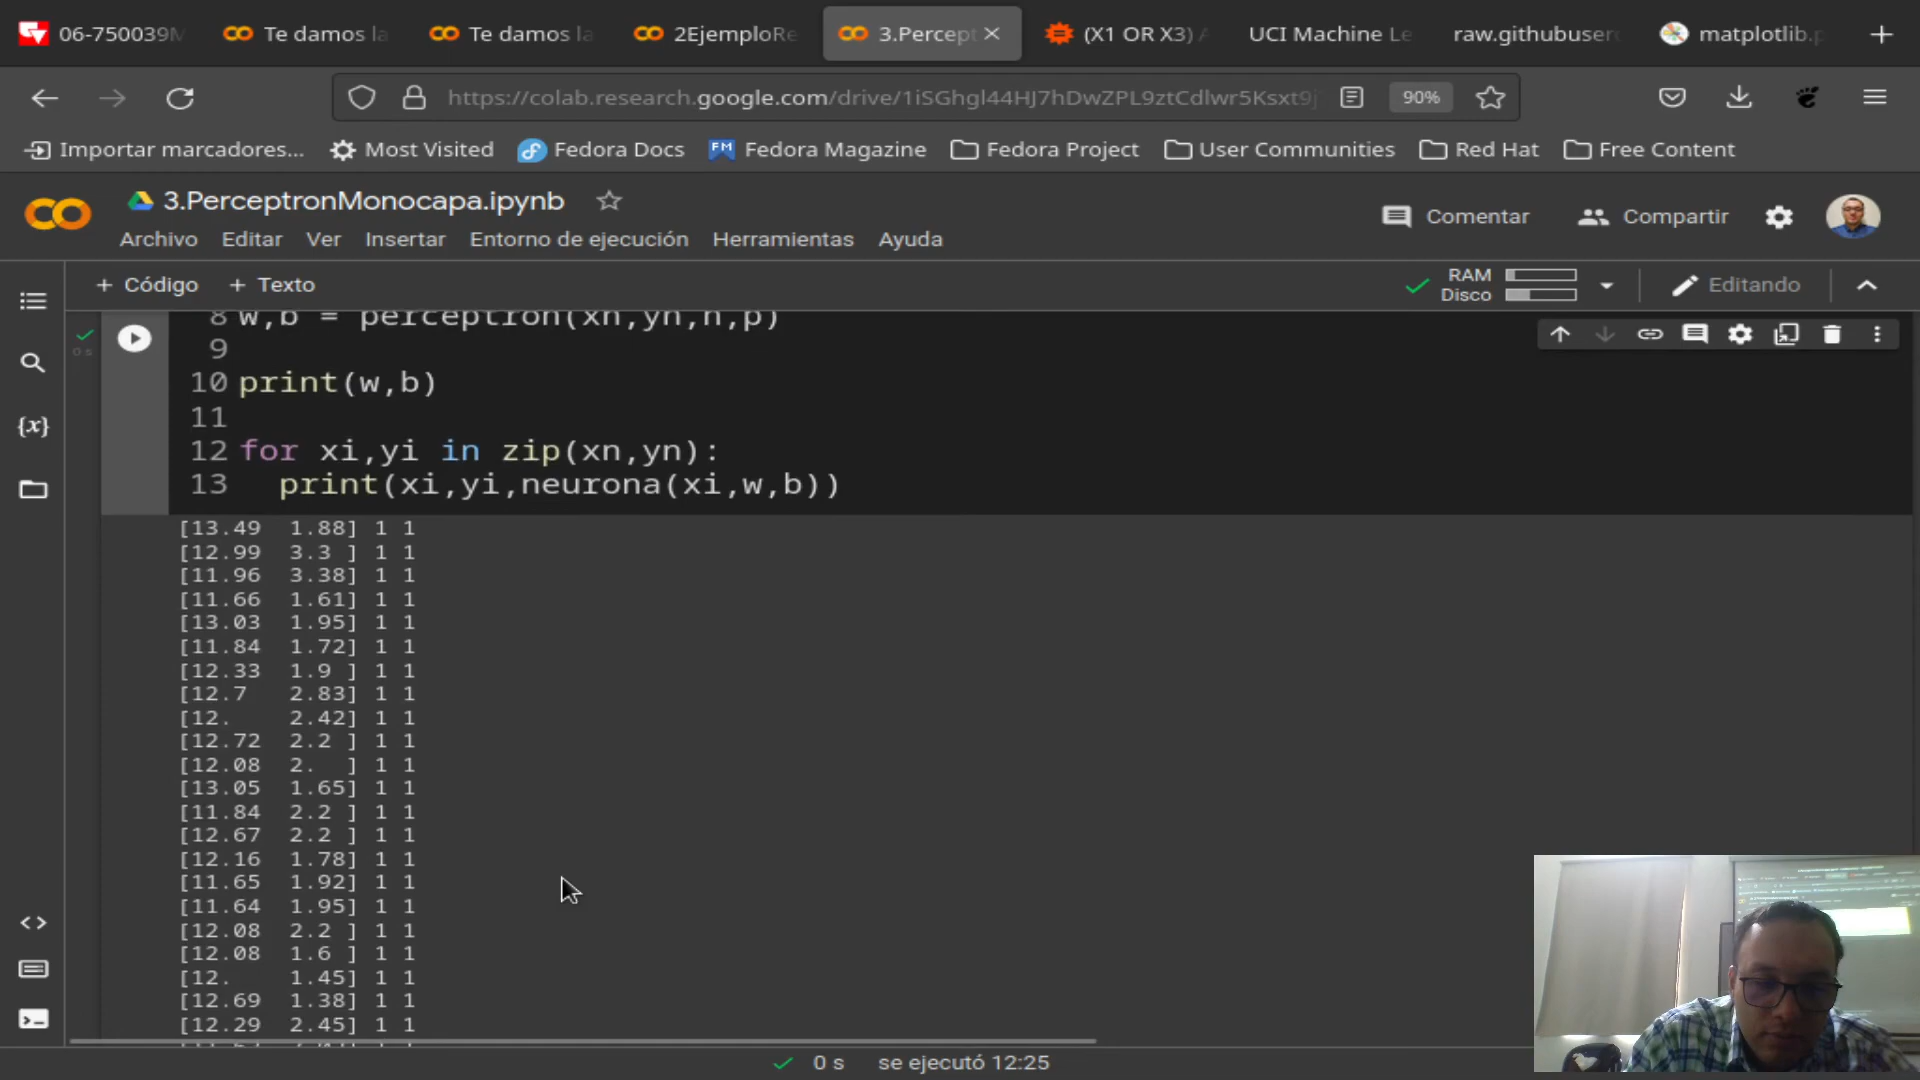 06-750039M
Te damos la
Te damos la
2EjemploRe
3.Percept
(X1 OR X3) A
UCI Machine Le
raw.githubuserc
matplotlib.p
https://colab.research.google.com/drive/1iSGhgl44HJ7hDwZPL9ztCdlwr5Ksxt9j
90%
Importar marcadores...
Most Visited
Fedora Docs
FM Fedora Magazine
Fedora Project
User Communities
Red Hat
Free Content
3.PerceptronMonocapa.ipynb
Comentar
Compartir
Archivo Editar Ver Insertar Entorno de ejecución Herramientas Ayuda
+ Código + Texto
RAM
Disco
Editando
0 s
8 w,b = perceptron(xn,yn,n,p)
9
10 print(w,b)
11
12 for xi,yi in zip(xn,yn):
13 print(xi,yi,neurona(xi,w,b))
{x}
[13.49 1.88] 1 1
[12.99 3.3 ] 1 1
[11.96 3.38] 1 1
[11.66 1.61] 1 1
[13.03 1.95] 1 1
[11.84 1.72] 1 1
[12.33 1.9 ] 1 1
[12.7 2.83] 1 1
[12. 2.42] 1 1
[12.72 2.2 ] 1 1
[12.08 2. ] 1 1
[13.05 1.65] 1 1
[11.84 2.2 ] 1 1
[12.67 2.2 ] 1 1
[12.16 1.78] 1 1
[11.65 1.92] 1 1
[11.64 1.95] 1 1
[12.08 2.2 ] 1 1
[12.08 1.6 ] 1 1
[12. 1.45] 1 1
[12.69 1.38] 1 1
[12.29 2.45] 1 1
0 s se ejecutó 12:25